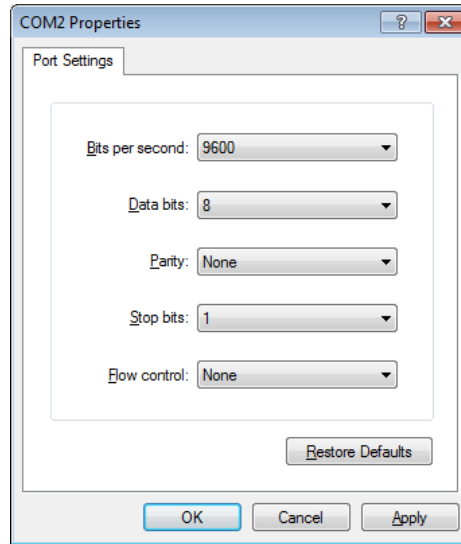 COM2 Properties
Port Settings
Bits per second: 9600
Data bits: 8
Parity: None
Stop bits: 1
Flow control: None
Restore Defaults
OK Cancel Apply